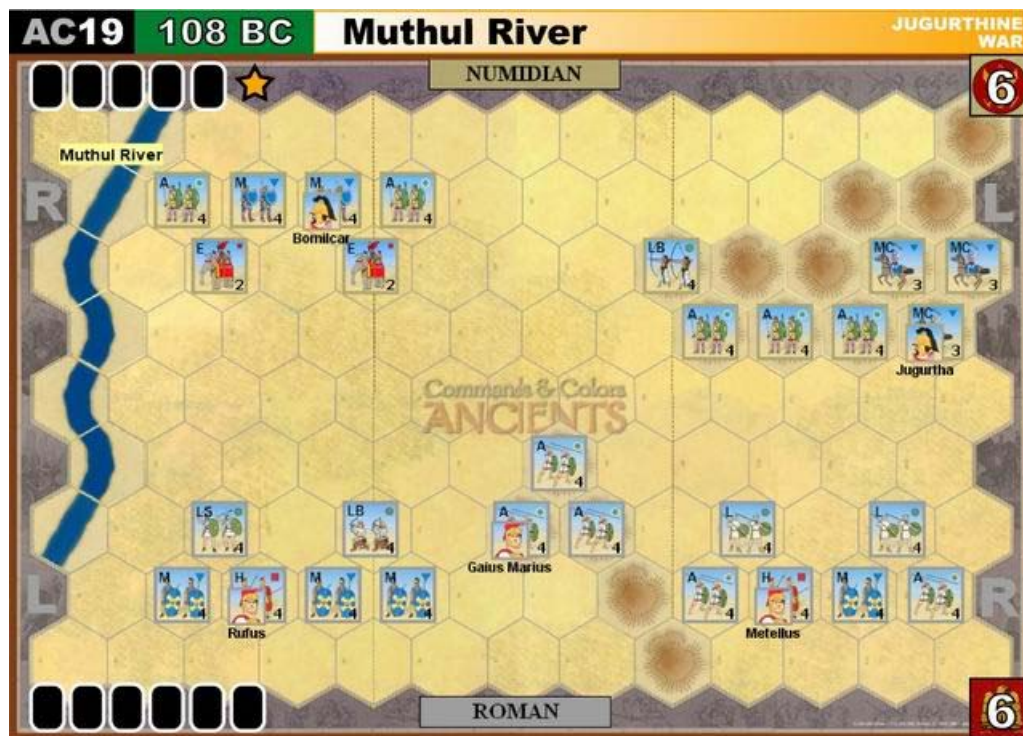 AC19 108 BC Muthul River JUGURTHINE
WAR
NUMIDIAN
6
Muthul River
R
A 4 M 4 M 4 A 4
L
Bomilcar
E 2 E 2 LB 4 MC 3 MC 3
A 4 A 4 A 4 MC 3
Jugurtha
Commands & Colors
ANCIENTS
A 4
LS 4 LB 4 A 4 A 4 L 4 L 4
Gaius Marius
L
M 4 H 4 M 4 M 4 A 4 H 4 M 4 A 4
R
Rufus Metellus
ROMAN
6